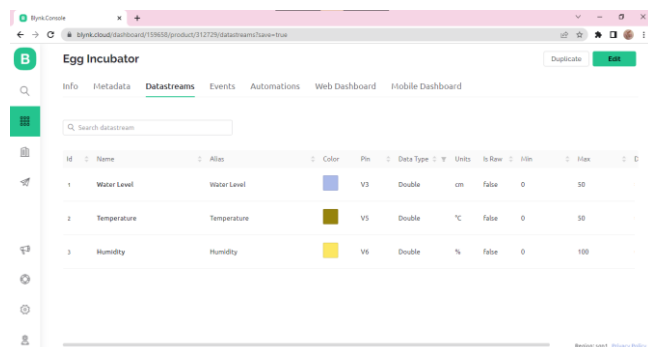 Blynk.Console
blynk.cloud/dashboard/159658/product/312729/datastreams?save=true
B
Egg Incubator
Duplicate
Edit
Info Metadata Datastreams Events Automations Web Dashboard Mobile Dashboard
Search datastream
Id Name Alias Color Pin Data Type Units Is Raw Min Max D
1 Water Level Water Level V3 Double cm false 0 50
2 Temperature Temperature V5 Double °C false 0 50
3 Humidity Humidity V6 Double % false 0 100
Privacy Policy